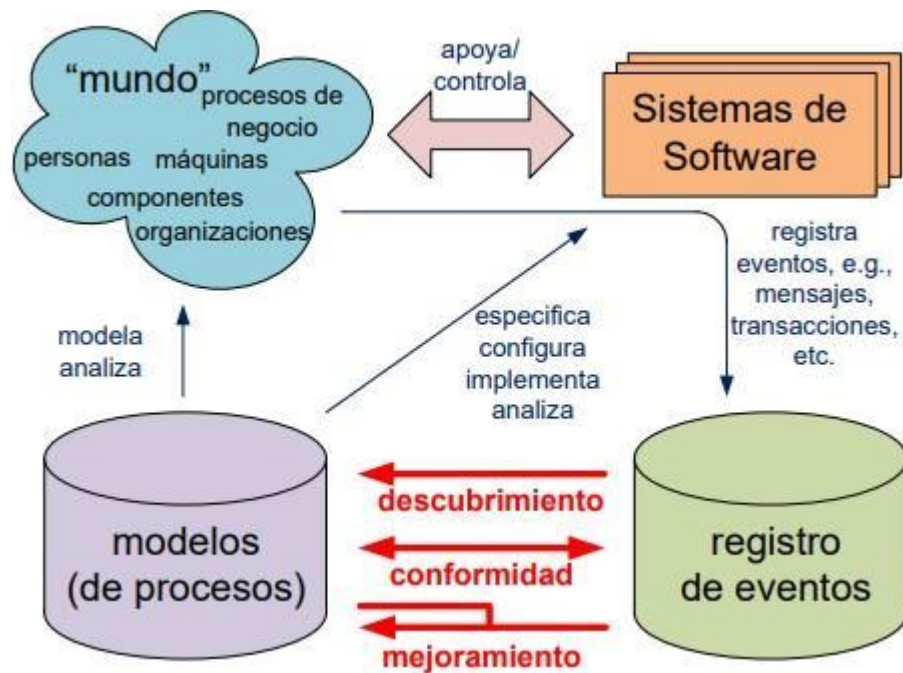 “mundo”
procesos de
negocio
personas máquinas
componentes
organizaciones
apoya/
controla
Sistemas de
Software
registra
eventos, e.g.,
mensajes,
transacciones,
etc.
modela
analiza
especifica
configura
implementa
analiza
modelos
(de procesos)
descubrimiento
conformidad
mejoramiento
registro
de eventos